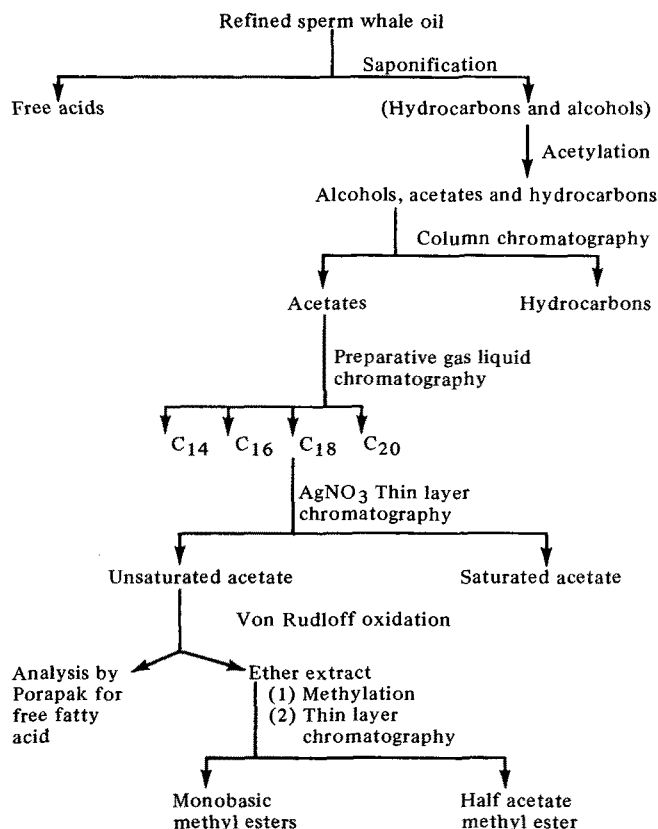 Refined sperm whale oil
Saponification
Free acids
(Hydrocarbons and alcohols)
Acetylation
Alcohols, acetates and hydrocarbons
Column chromatography
Acetates
Hydrocarbons
Preparative gas liquid
chromatography
C14
C16
C18
C20
AgNO3 Thin layer
chromatography
Unsaturated acetate
Saturated acetate
Von Rudloff oxidation
Analysis by
Porapak for
free fatty
acid
Ether extract
(1) Methylation
(2) Thin layer
chromatography
Monobasic
methyl esters
Half acetate
methyl ester